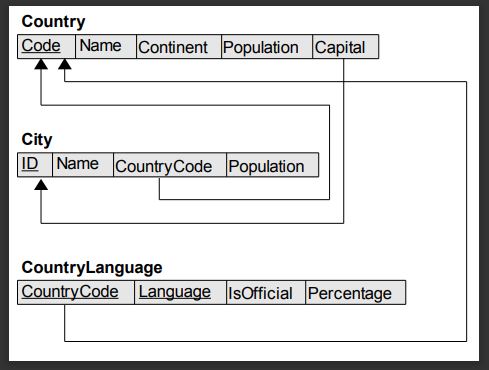 Country
Code Name Continent Population Capital
City
ID Name CountryCode Population
CountryLanguage
CountryCode Language IsOfficial Percentage